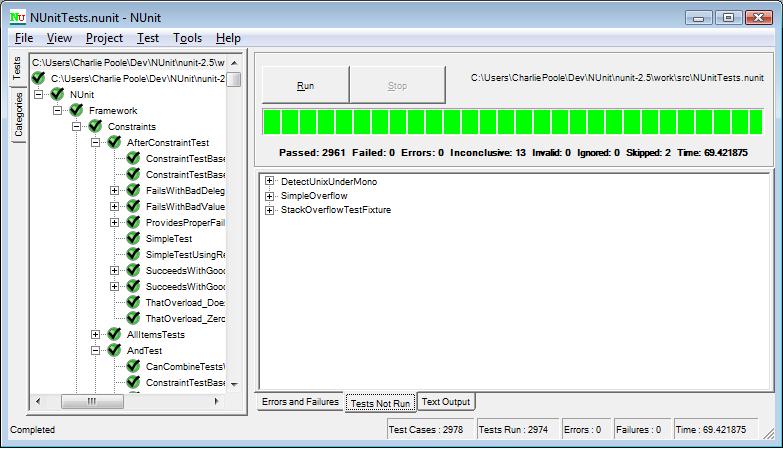 NU NUnitTests.nunit - NUnit
File View Project Test Tools Help
Tests
Categories
C:\Users\Charlie Poole\Dev\NUnit\nunit-2.5\w
C:\Users\Charlie Poole\Dev\NUnit\nunit-2
NUnit
Framework
Constraints
AfterConstraintTest
ConstraintTestBase
ConstraintTestBase
FailsWithBadDeleg
FailsWithBadValue
ProvidesProperFail
SimpleTest
SimpleTestUsingRe
SucceedsWithGood
SucceedsWithGood
ThatOverload_Doe
ThatOverload_Zero
AllItemsTests
AndTest
CanCombineTests
ConstraintTestBase
Run
Stop
C:\Users\Charlie Poole\Dev\NUnit\nunit-2.5\work\src\NUnitTests.nunit
Passed: 2961 Failed: 0 Errors: 0 Inconclusive: 13 Invalid: 0 Ignored: 0 Skipped: 2 Time: 69.421875
DetectUnixUnderMono
SimpleOverflow
StackOverflowTestFixture
Errors and Failures
Tests Not Run
Text Output
Completed
Test Cases : 2978
Tests Run : 2974
Errors : 0
Failures : 0
Time : 69.421875